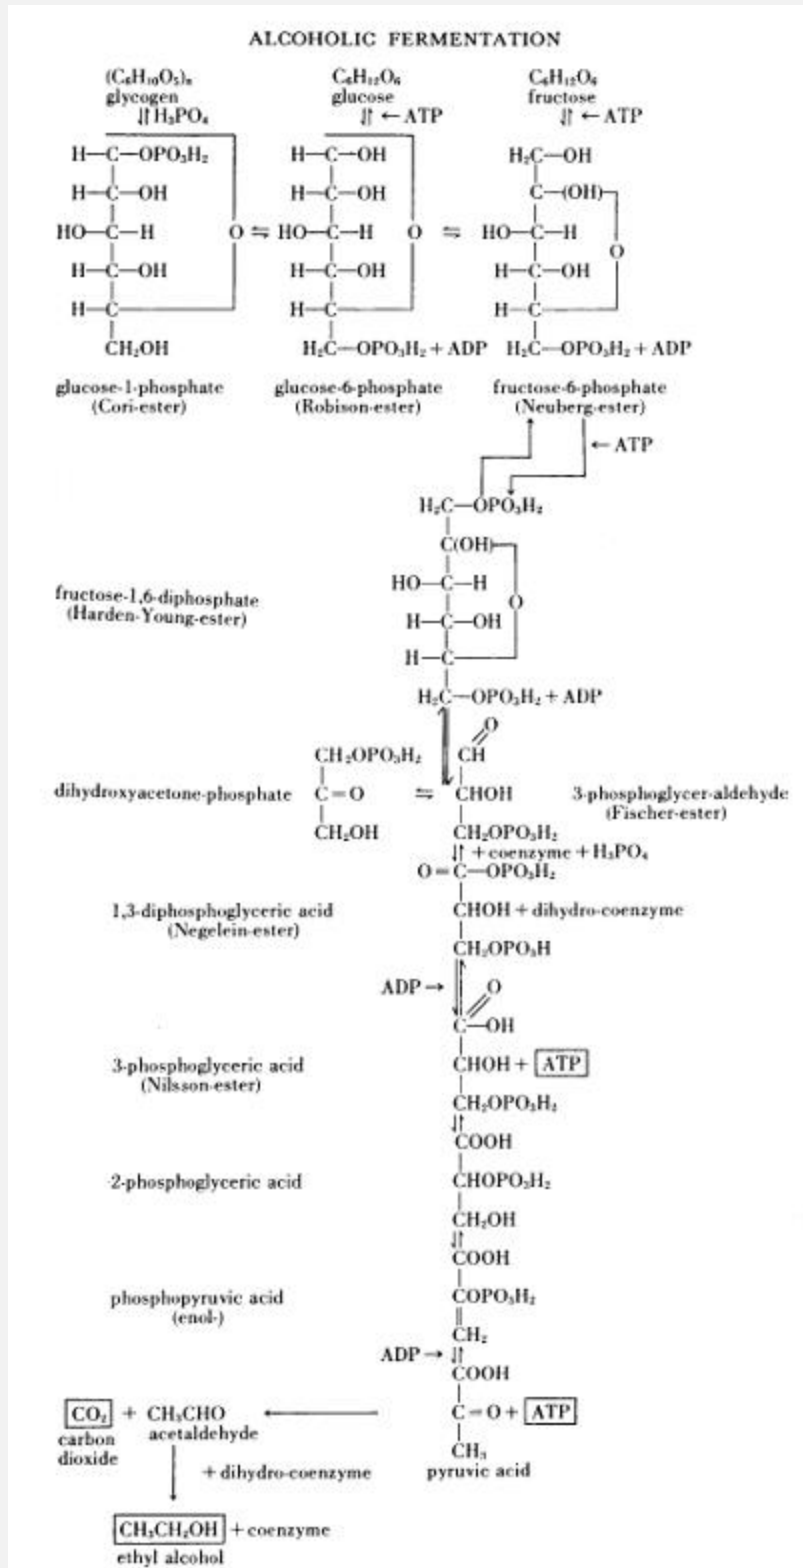 ALCOHOLIC FERMENTATION
(C₆H₁₀O₅)ₙ C₆H₁₂O₆ C₆H₁₂O₆
glycogen glucose fructose
⇅H₃PO₄ ⇅ ←ATP ⇅ ←ATP
H—C—OPO₃H₂ H—C—OH H₂C—OH
H—C—OH H—C—OH C—(OH)
HO—C—H O ⇋ HO—C—H O ⇋ HO—C—H O
H—C—OH H—C—OH H—C—OH
H—C H—C H—C
CH₂OH H₂C—OPO₃H₂ + ADP H₂C—OPO₃H₂ + ADP
glucose-1-phosphate glucose-6-phosphate fructose-6-phosphate
(Cori-ester) (Robison-ester) (Neuberg-ester)
←ATP
H₂C—OPO₃H₂
C(OH)
HO—C—H
fructose-1,6-diphosphate O
(Harden-Young-ester) H—C—OH
H—C
H₂C—OPO₃H₂ + ADP
O
CH₂OPO₃H₂ CH
dihydroxyacetone-phosphate C=O ⇋ CHOH 3-phosphoglycer-aldehyde
(Fischer-ester)
CH₂OH CH₂OPO₃H₂
⇅ +coenzyme + H₃PO₄
O=C—OPO₃H₂
1,3-diphosphoglyceric acid CHOH + dihydro-coenzyme
(Negelein-ester)
CH₂OPO₃H
ADP→ O
C—OH
3-phosphoglyceric acid CHOH + ATP
(Nilsson-ester)
CH₂OPO₃H₂
⇅
COOH
2-phosphoglyceric acid CHOPO₃H₂
CH₂OH
⇅
COOH
phosphopyruvic acid COPO₃H₂
(enol-)
CH₂
ADP→ ⇅
COOH
CO₂ + CH₃CHO ← C=O + ATP
carbon acetaldehyde
dioxide CH₃
+ dihydro-coenzyme pyruvic acid
CH₃CH₂OH + coenzyme
ethyl alcohol